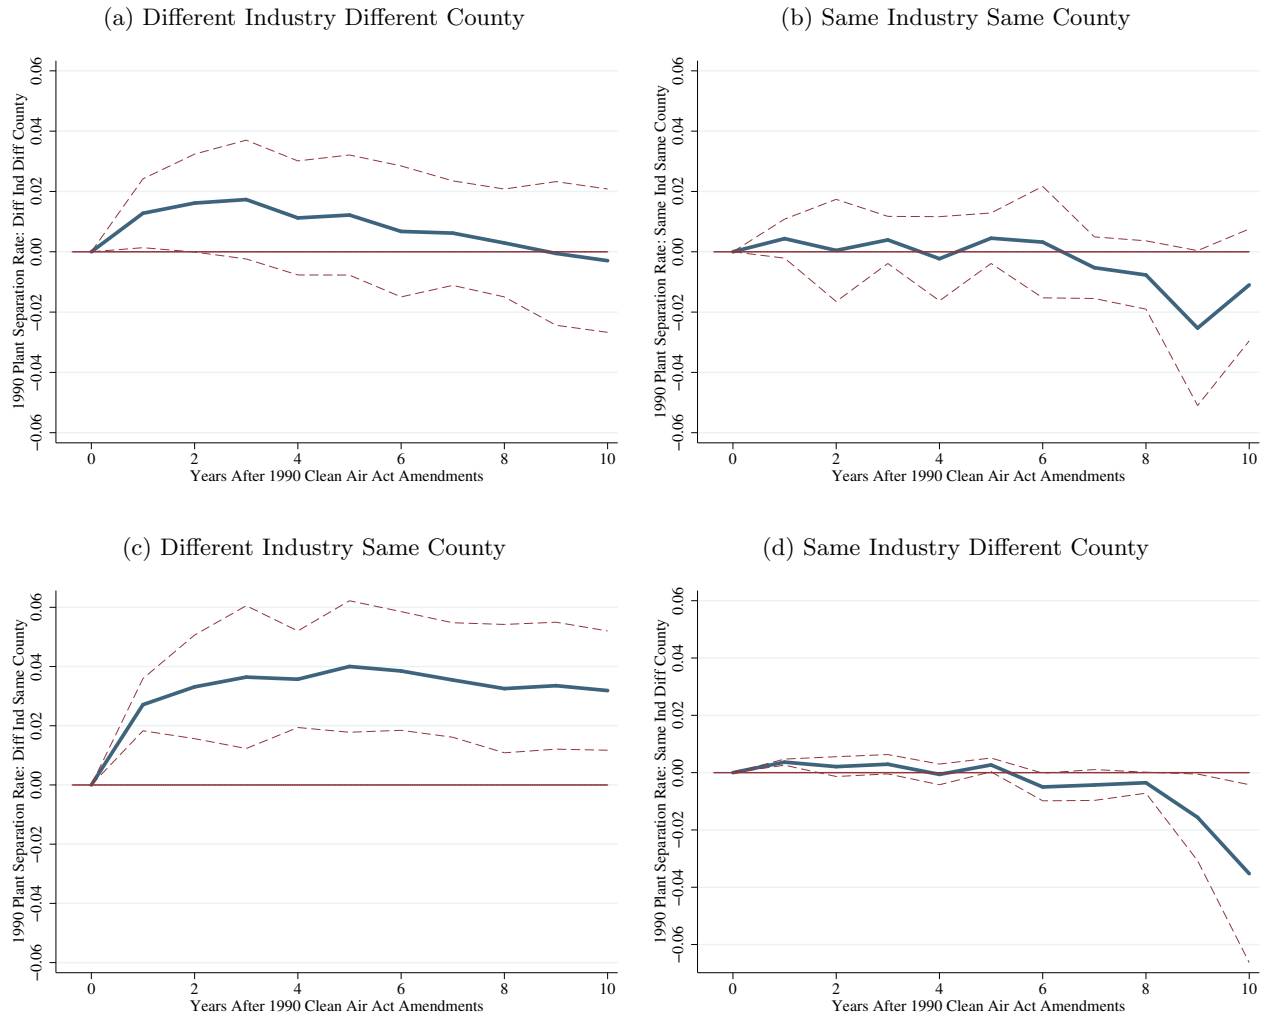 (a) Different Industry Different County
1990 Plant Separation Rate: Diff Ind Diff County
0.06
0.04
0.02
0.00
−0.02
−0.04
−0.06
0 2 4 6 8 10
Years After 1990 Clean Air Act Amendments
(b) Same Industry Same County
1990 Plant Separation Rate: Same Ind Same County
0.06
0.04
0.02
0.00
−0.02
−0.04
−0.06
0 2 4 6 8 10
Years After 1990 Clean Air Act Amendments
(c) Different Industry Same County
1990 Plant Separation Rate: Diff Ind Same County
0.06
0.04
0.02
0.00
−0.02
−0.04
−0.06
0 2 4 6 8 10
Years After 1990 Clean Air Act Amendments
(d) Same Industry Different County
1990 Plant Separation Rate: Same Ind Diff County
0.06
0.04
0.02
0.00
−0.02
−0.04
−0.06
0 2 4 6 8 10
Years After 1990 Clean Air Act Amendments